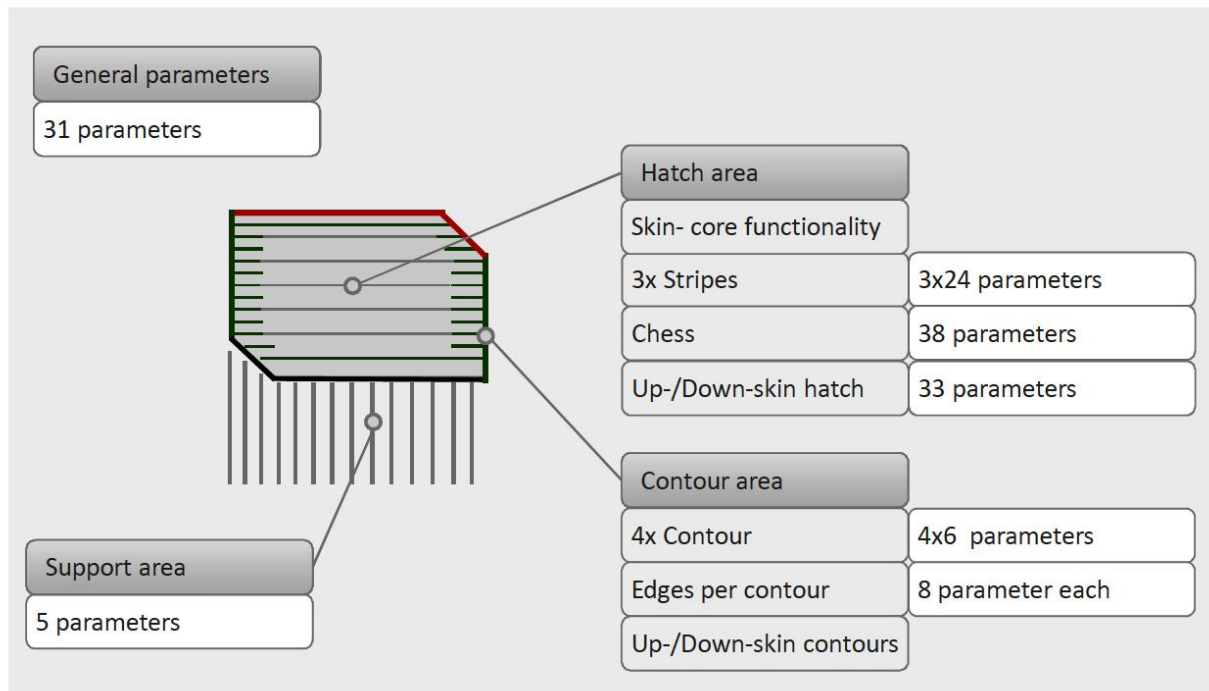 General parameters
31 parameters
Hatch area
Skin- core functionality
3x Stripes
3x24 parameters
Chess
38 parameters
Up-/Down-skin hatch
33 parameters
Contour area
4x Contour
4x6 parameters
Edges per contour
8 parameter each
Up-/Down-skin contours
Support area
5 parameters